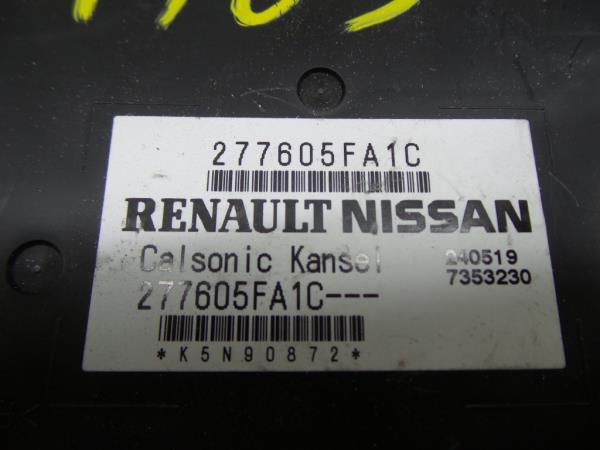 277605FA1C
RENAULT NISSAN
Calsonic Kansei 240519
277605FA1C--- 7353230
*K5N90872*